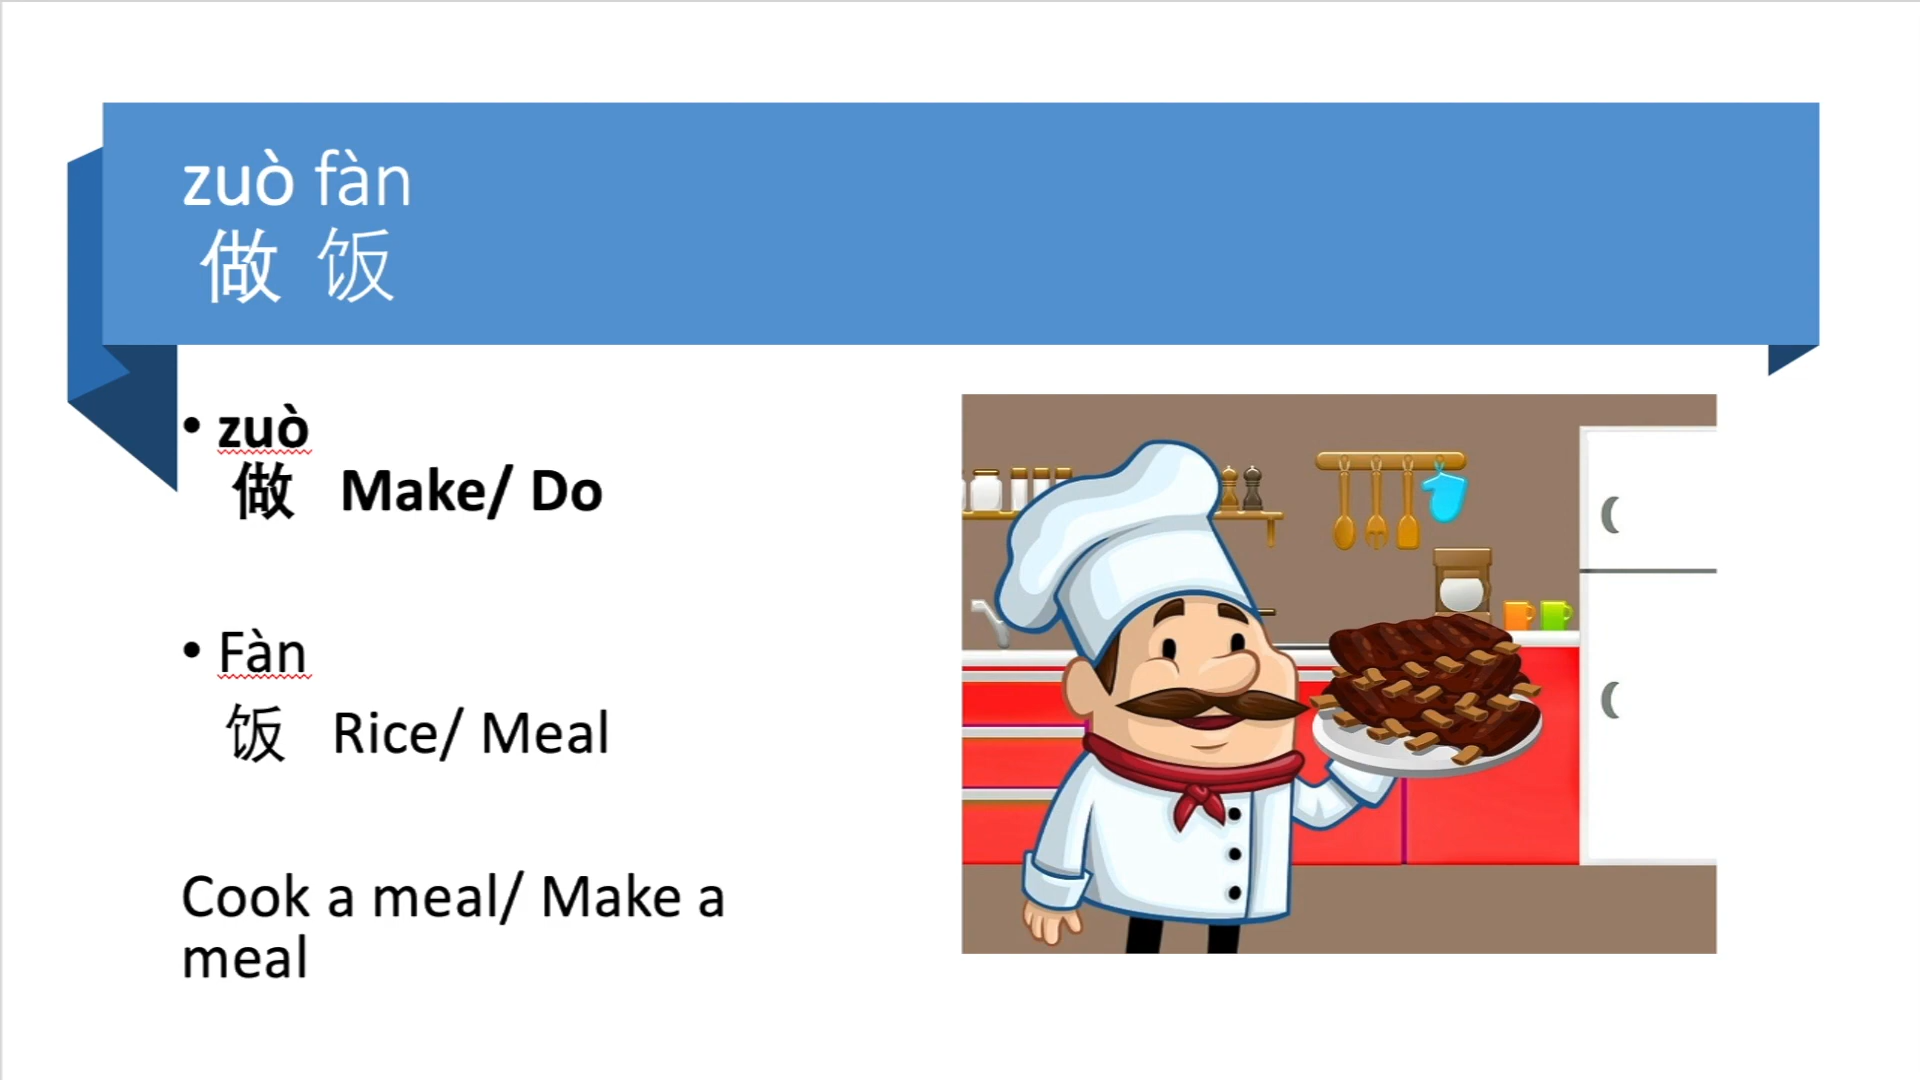 zuò fàn
做 饭
• zuò
做 Make/ Do
• Fàn
饭 Rice/ Meal
Cook a meal/ Make a
meal